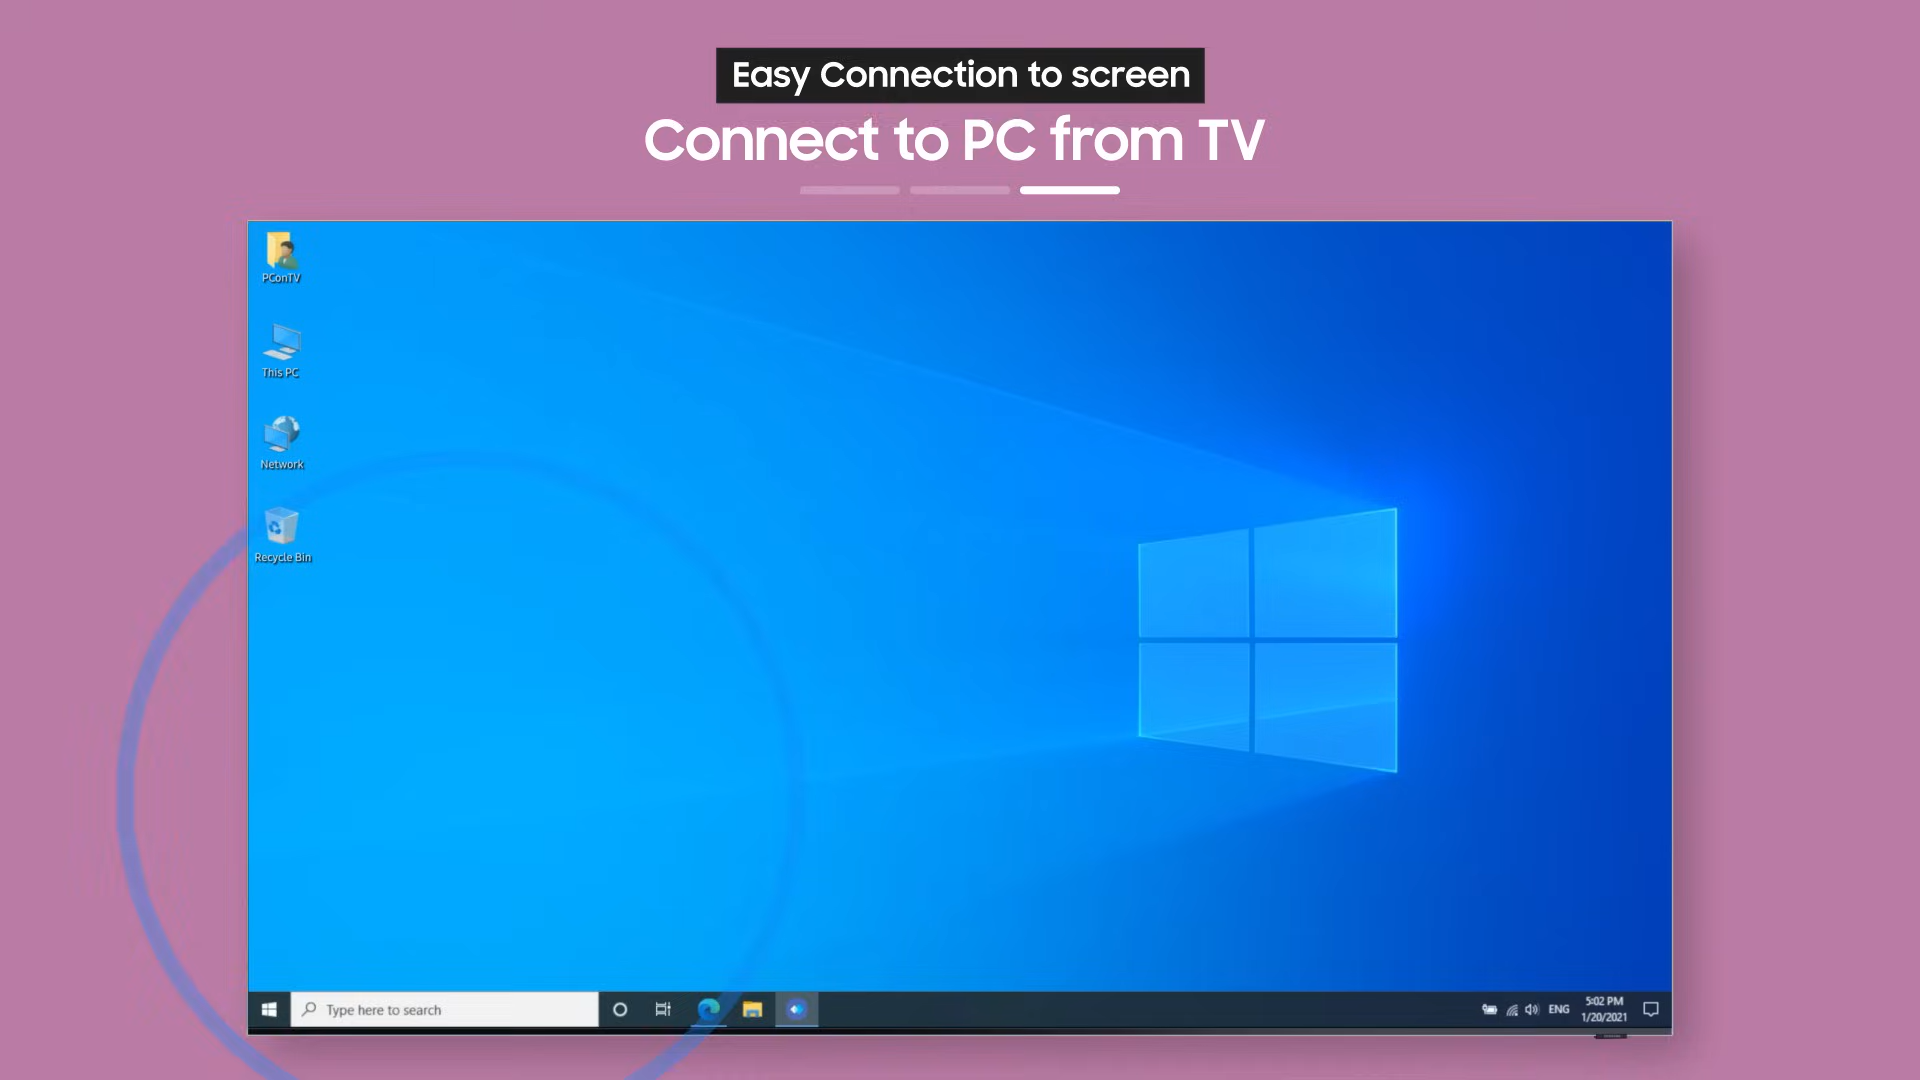 Easy Connection to screen
Connect to PC from TV
PConTV
This PC
Network
Recycle Bin
Type here to search
ENG
5:02 PM
1/20/2021